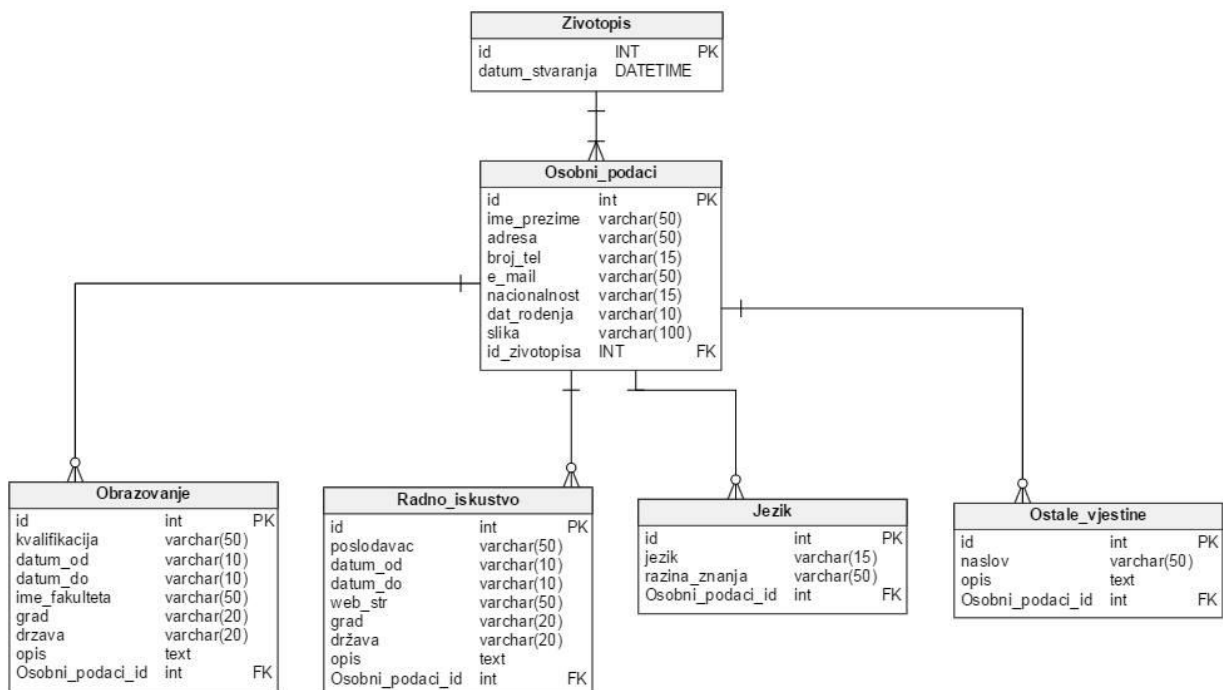 Zivotopis
id INT PK
datum_stvaranja DATETIME
Osobni_podaci
id int PK
ime_prezime varchar(50)
adresa varchar(50)
broj_tel varchar(15)
e_mail varchar(50)
nacionalnost varchar(15)
dat_rodenja varchar(10)
slika varchar(100)
id_zivotopisa INT FK
Obrazovanje
id int PK
kvalifikacija varchar(50)
datum_od varchar(10)
datum_do varchar(10)
ime_fakulteta varchar(50)
grad varchar(20)
drzava varchar(20)
opis text
Osobni_podaci_id int FK
Radno_iskustvo
id int PK
poslodavac varchar(50)
datum_od varchar(10)
datum_do varchar(10)
web_str varchar(50)
grad varchar(20)
država varchar(20)
opis text
Osobni_podaci_id int FK
Jezik
id int PK
jezik varchar(15)
razina_znanja varchar(50)
Osobni_podaci_id int FK
Ostale_vjestine
id int PK
naslov varchar(50)
opis text
Osobni_podaci_id int FK